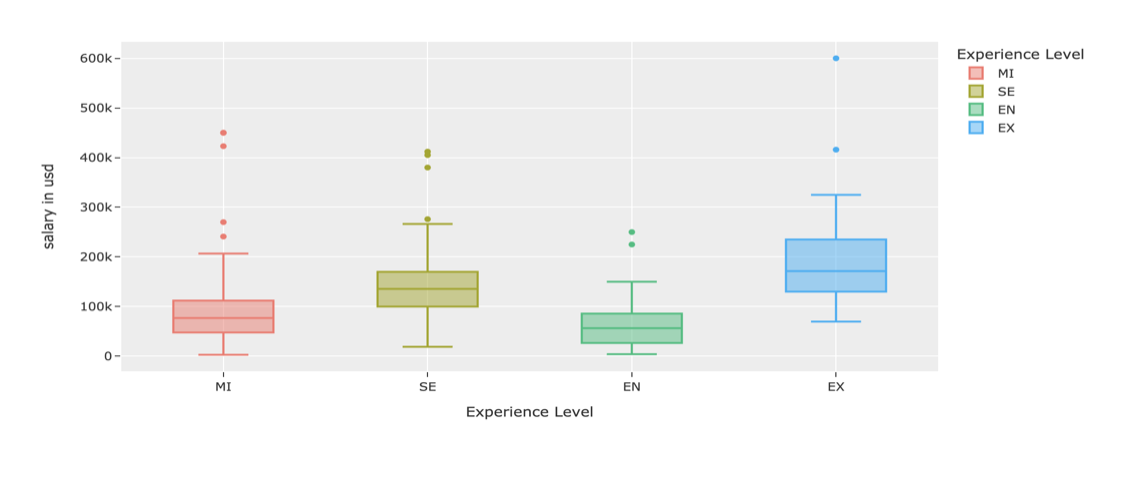 600k
500k
400k
300k
200k
100k
0
salary in usd
MI
SE
EN
EX
Experience Level
Experience Level
MI
SE
EN
EX